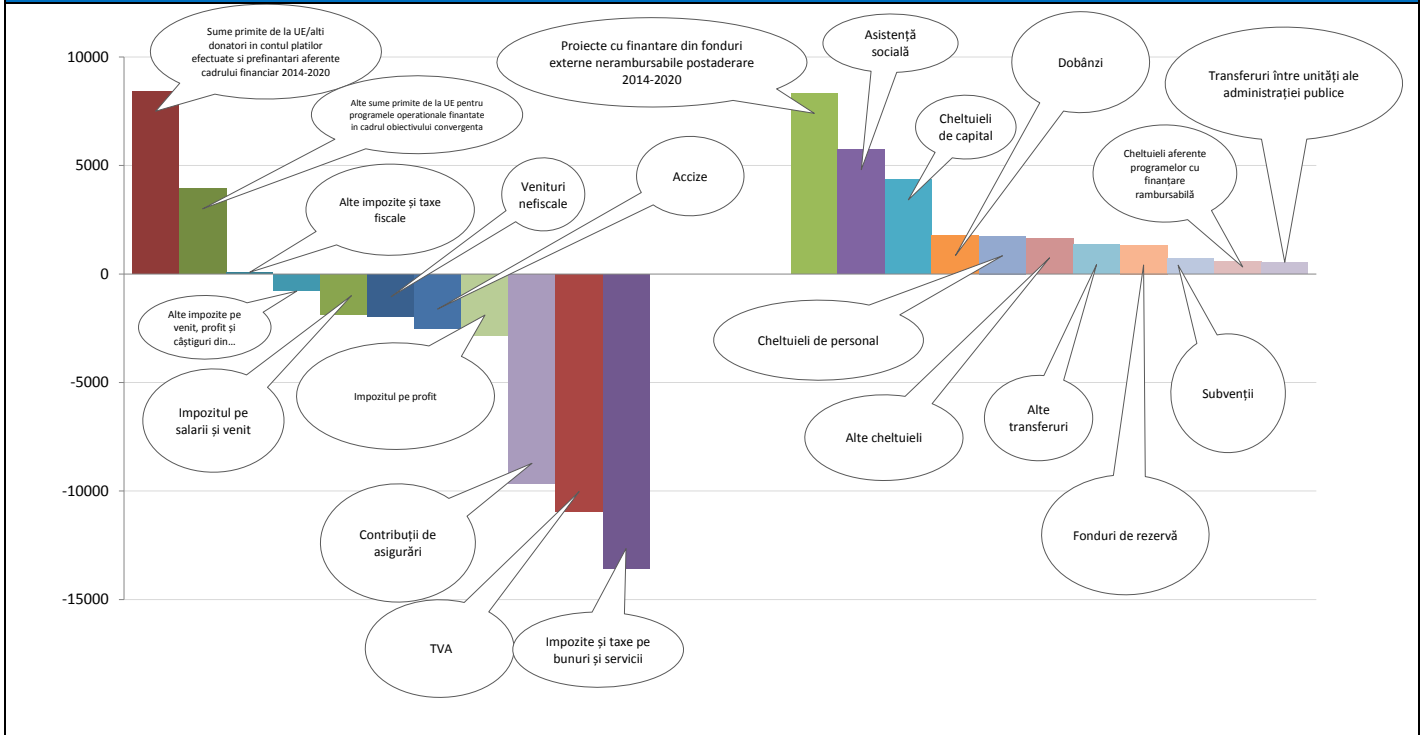 Sume primite de la UE/alti
donatori in contul platilor
efectuate si prefinantari aferente
cadrului financiar 2014-2020
Alte sume primite de la UE pentru
programele operationale finantate
in cadrul obiectivului convergenta
Alte impozite și taxe
fiscale
Venituri
nefiscale
Accize
Proiecte cu finantare din fonduri
externe nerambursabile postaderare
2014-2020
Asistență
socială
Cheltuieli
de capital
Dobânzi
Transferuri între unități ale
administrației publice
Cheltuieli aferente
programelor cu
finanțare
rambursabilă
10000
5000
0
-5000
-10000
-15000
Alte impozite pe
venit, profit și
câștiguri din…
Impozitul pe
salarii și venit
Impozitul pe profit
Contribuții de
asigurări
TVA
Impozite și taxe pe
bunuri și servicii
Cheltuieli de personal
Alte cheltuieli
Alte
transferuri
Fonduri de rezervă
Subvenții